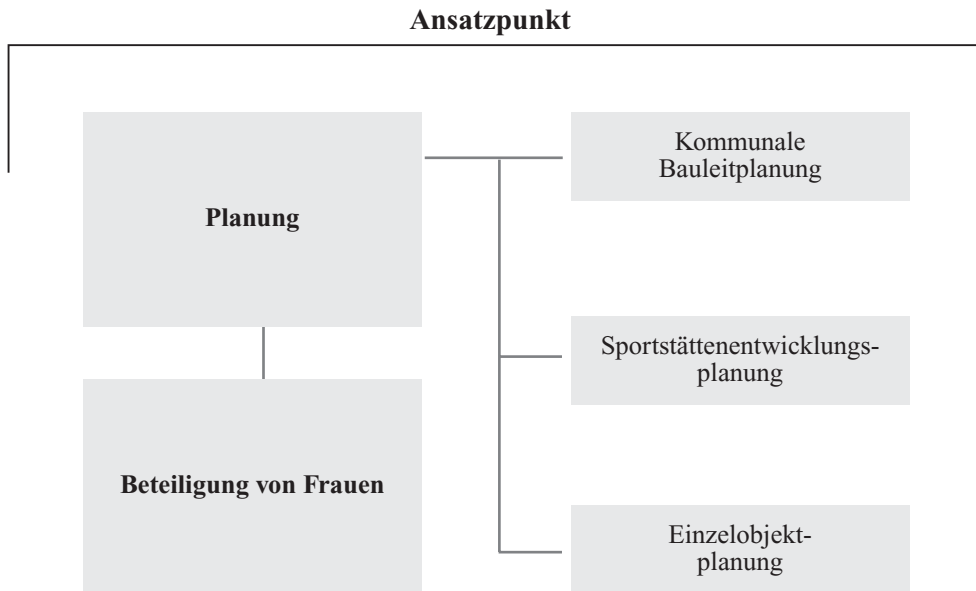 Ansatzpunkt
Planung
Beteiligung von Frauen
Kommunale
Bauleitplanung
Sportstättenentwicklungs-
planung
Einzelobjekt-
planung